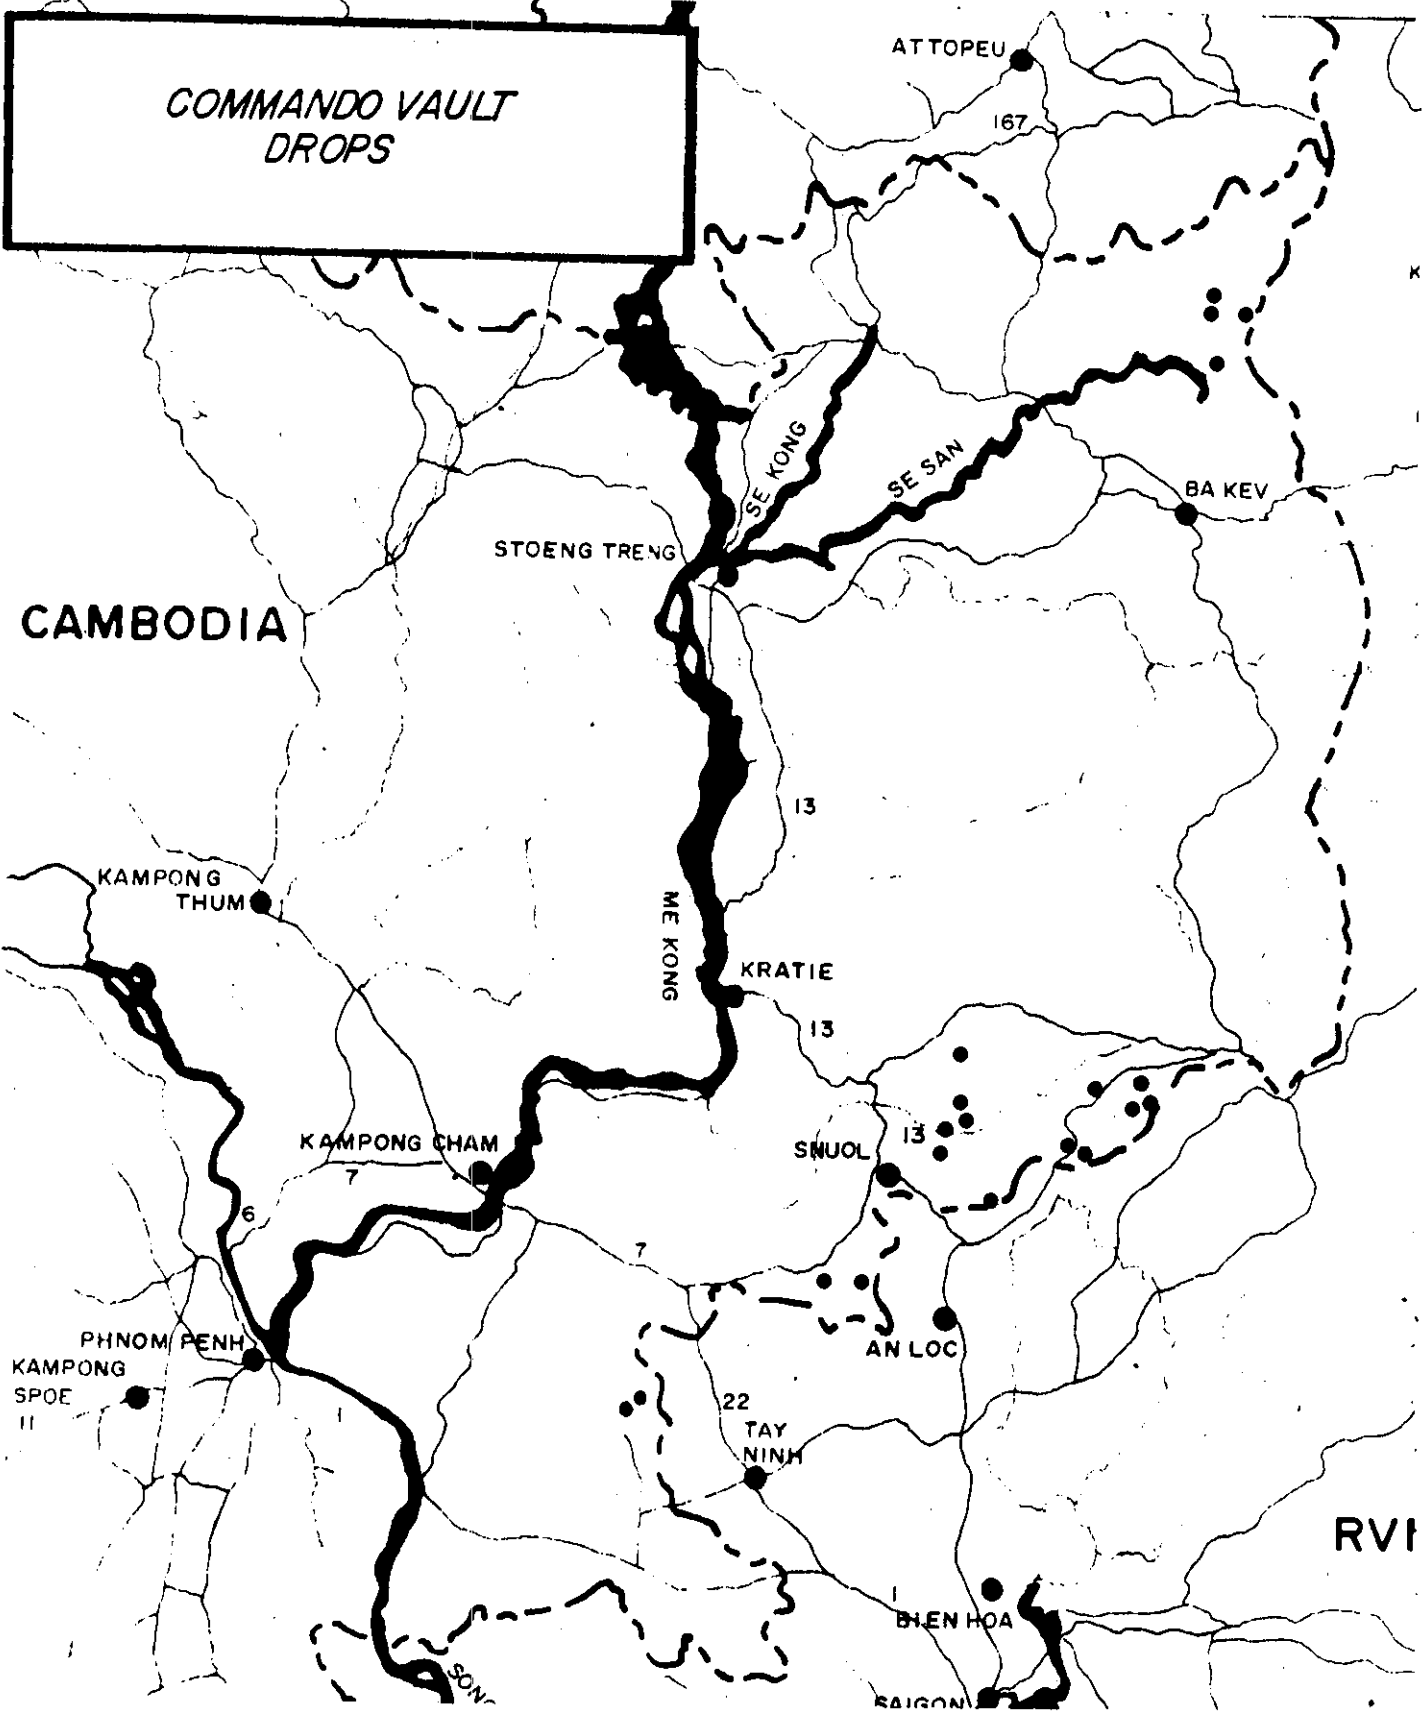 COMMANDO VAULT
DROPS
ATTOPEU
167
SE KONG
SE SAN
BA KEV
STOENG TRENG
CAMBODIA
13
KAMPONG
THUM
ME KONG
KRATIE
13
KAMPONG CHAM
7
SNUOL
13
6
7
PHNOM PENH
AN LOC
KAMPONG
SPOE
11
1
22
TAY
NINH
1
BIEN HOA
SAIGON